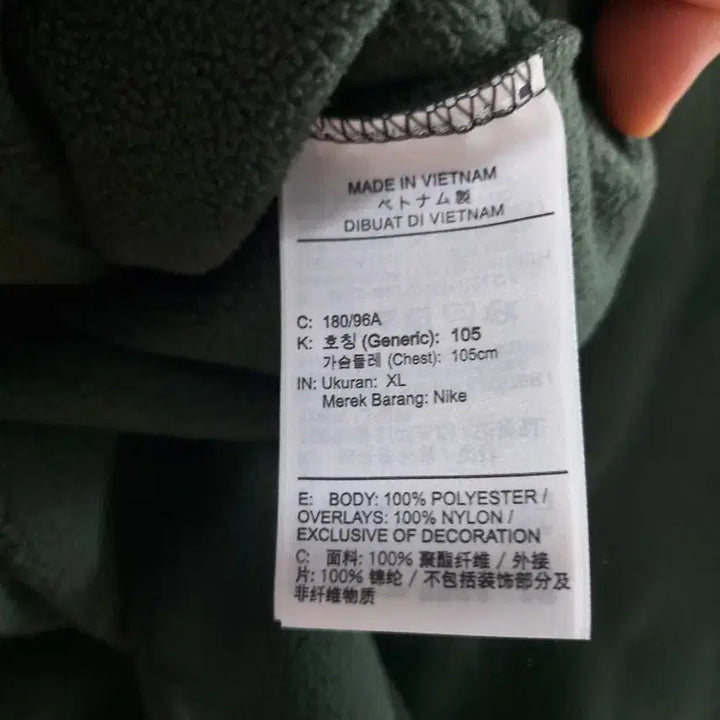 MADE IN VIETNAM
ベトナム製
DIBUAT DI VIETNAM
C: 180/96A
K: 호칭 (Generic): 105
가슴둘레 (Chest): 105cm
IN: Ukuran: XL
Merek Barang: Nike
E: BODY: 100% POLYESTER /
OVERLAYS: 100% NYLON /
EXCLUSIVE OF DECORATION
C: 面料: 100% 聚酯纤维 / 外接
片: 100% 锦纶 / 不包括装饰部分及
非纤维物质